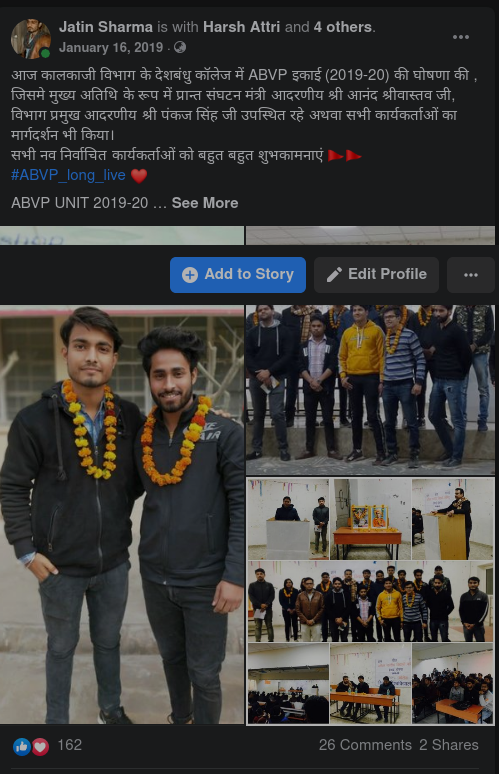 Jatin Sharma is with Harsh Attri and 4 others.
January 16, 2019 ·
आज कालकाजी विभाग के देशबंधु कॉलेज में ABVP इकाई (2019-20) की घोषणा की ,
जिसमे मुख्य अतिथि के रूप में प्रान्त संघटन मंत्री आदरणीय श्री आनंद श्रीवास्तव जी,
विभाग प्रमुख आदरणीय श्री पंकज सिंह जी उपस्थित रहे अथवा सभी कार्यकर्ताओं का
मार्गदर्शन भी किया।
सभी नव निर्वाचित कार्यकर्ताओं को बहुत बहुत शुभकामनाएं 🚩🚩
#ABVP_long_live ❤️
ABVP UNIT 2019-20 ... See More
Add to Story
Edit Profile
AIR
162
26 Comments 2 Shares